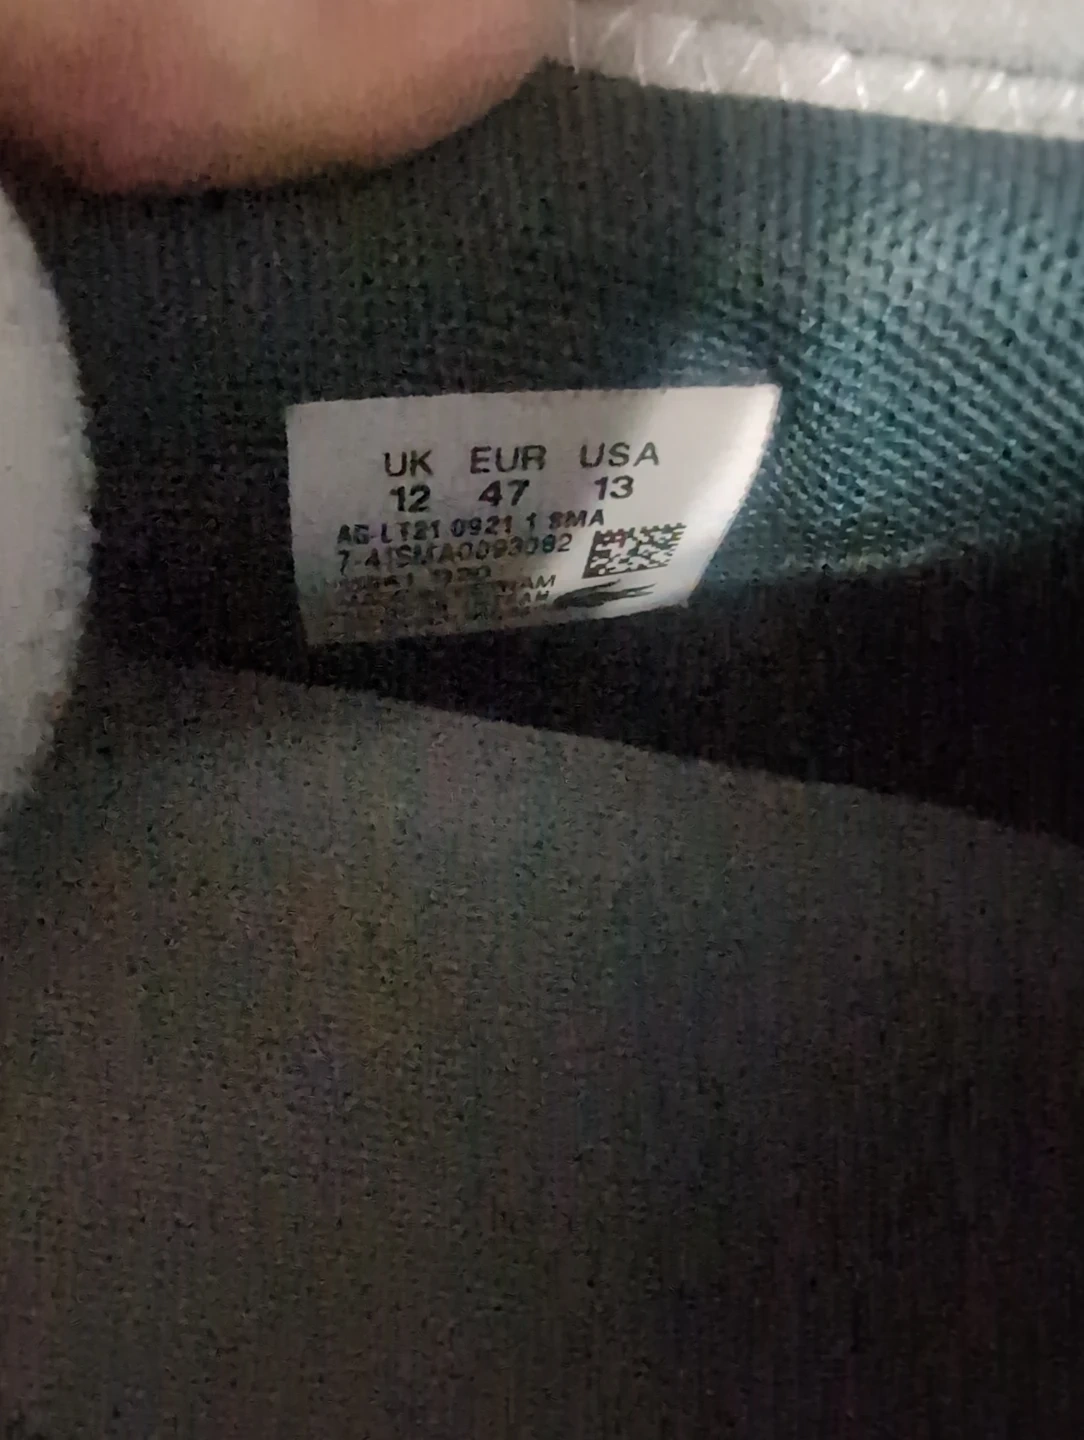 UK EUR USA
12 47 13
AG-LT21 0921 1 SMA
7-41SMA0093082